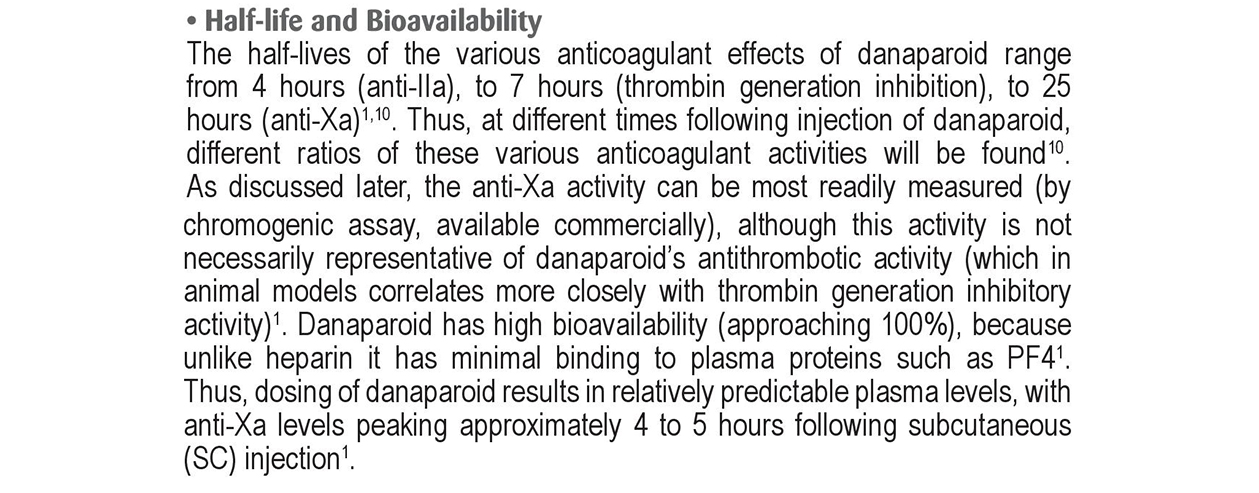 • Half-life and Bioavailability
The half-lives of the various anticoagulant effects of danaparoid range
from 4 hours (anti-IIa), to 7 hours (thrombin generation inhibition), to 25
hours (anti-Xa)¹,¹⁰. Thus, at different times following injection of danaparoid,
different ratios of these various anticoagulant activities will be found¹⁰.
As discussed later, the anti-Xa activity can be most readily measured (by
chromogenic assay, available commercially), although this activity is not
necessarily representative of danaparoid’s antithrombotic activity (which in
animal models correlates more closely with thrombin generation inhibitory
activity)¹. Danaparoid has high bioavailability (approaching 100%), because
unlike heparin it has minimal binding to plasma proteins such as PF4¹.
Thus, dosing of danaparoid results in relatively predictable plasma levels, with
anti-Xa levels peaking approximately 4 to 5 hours following subcutaneous
(SC) injection¹.